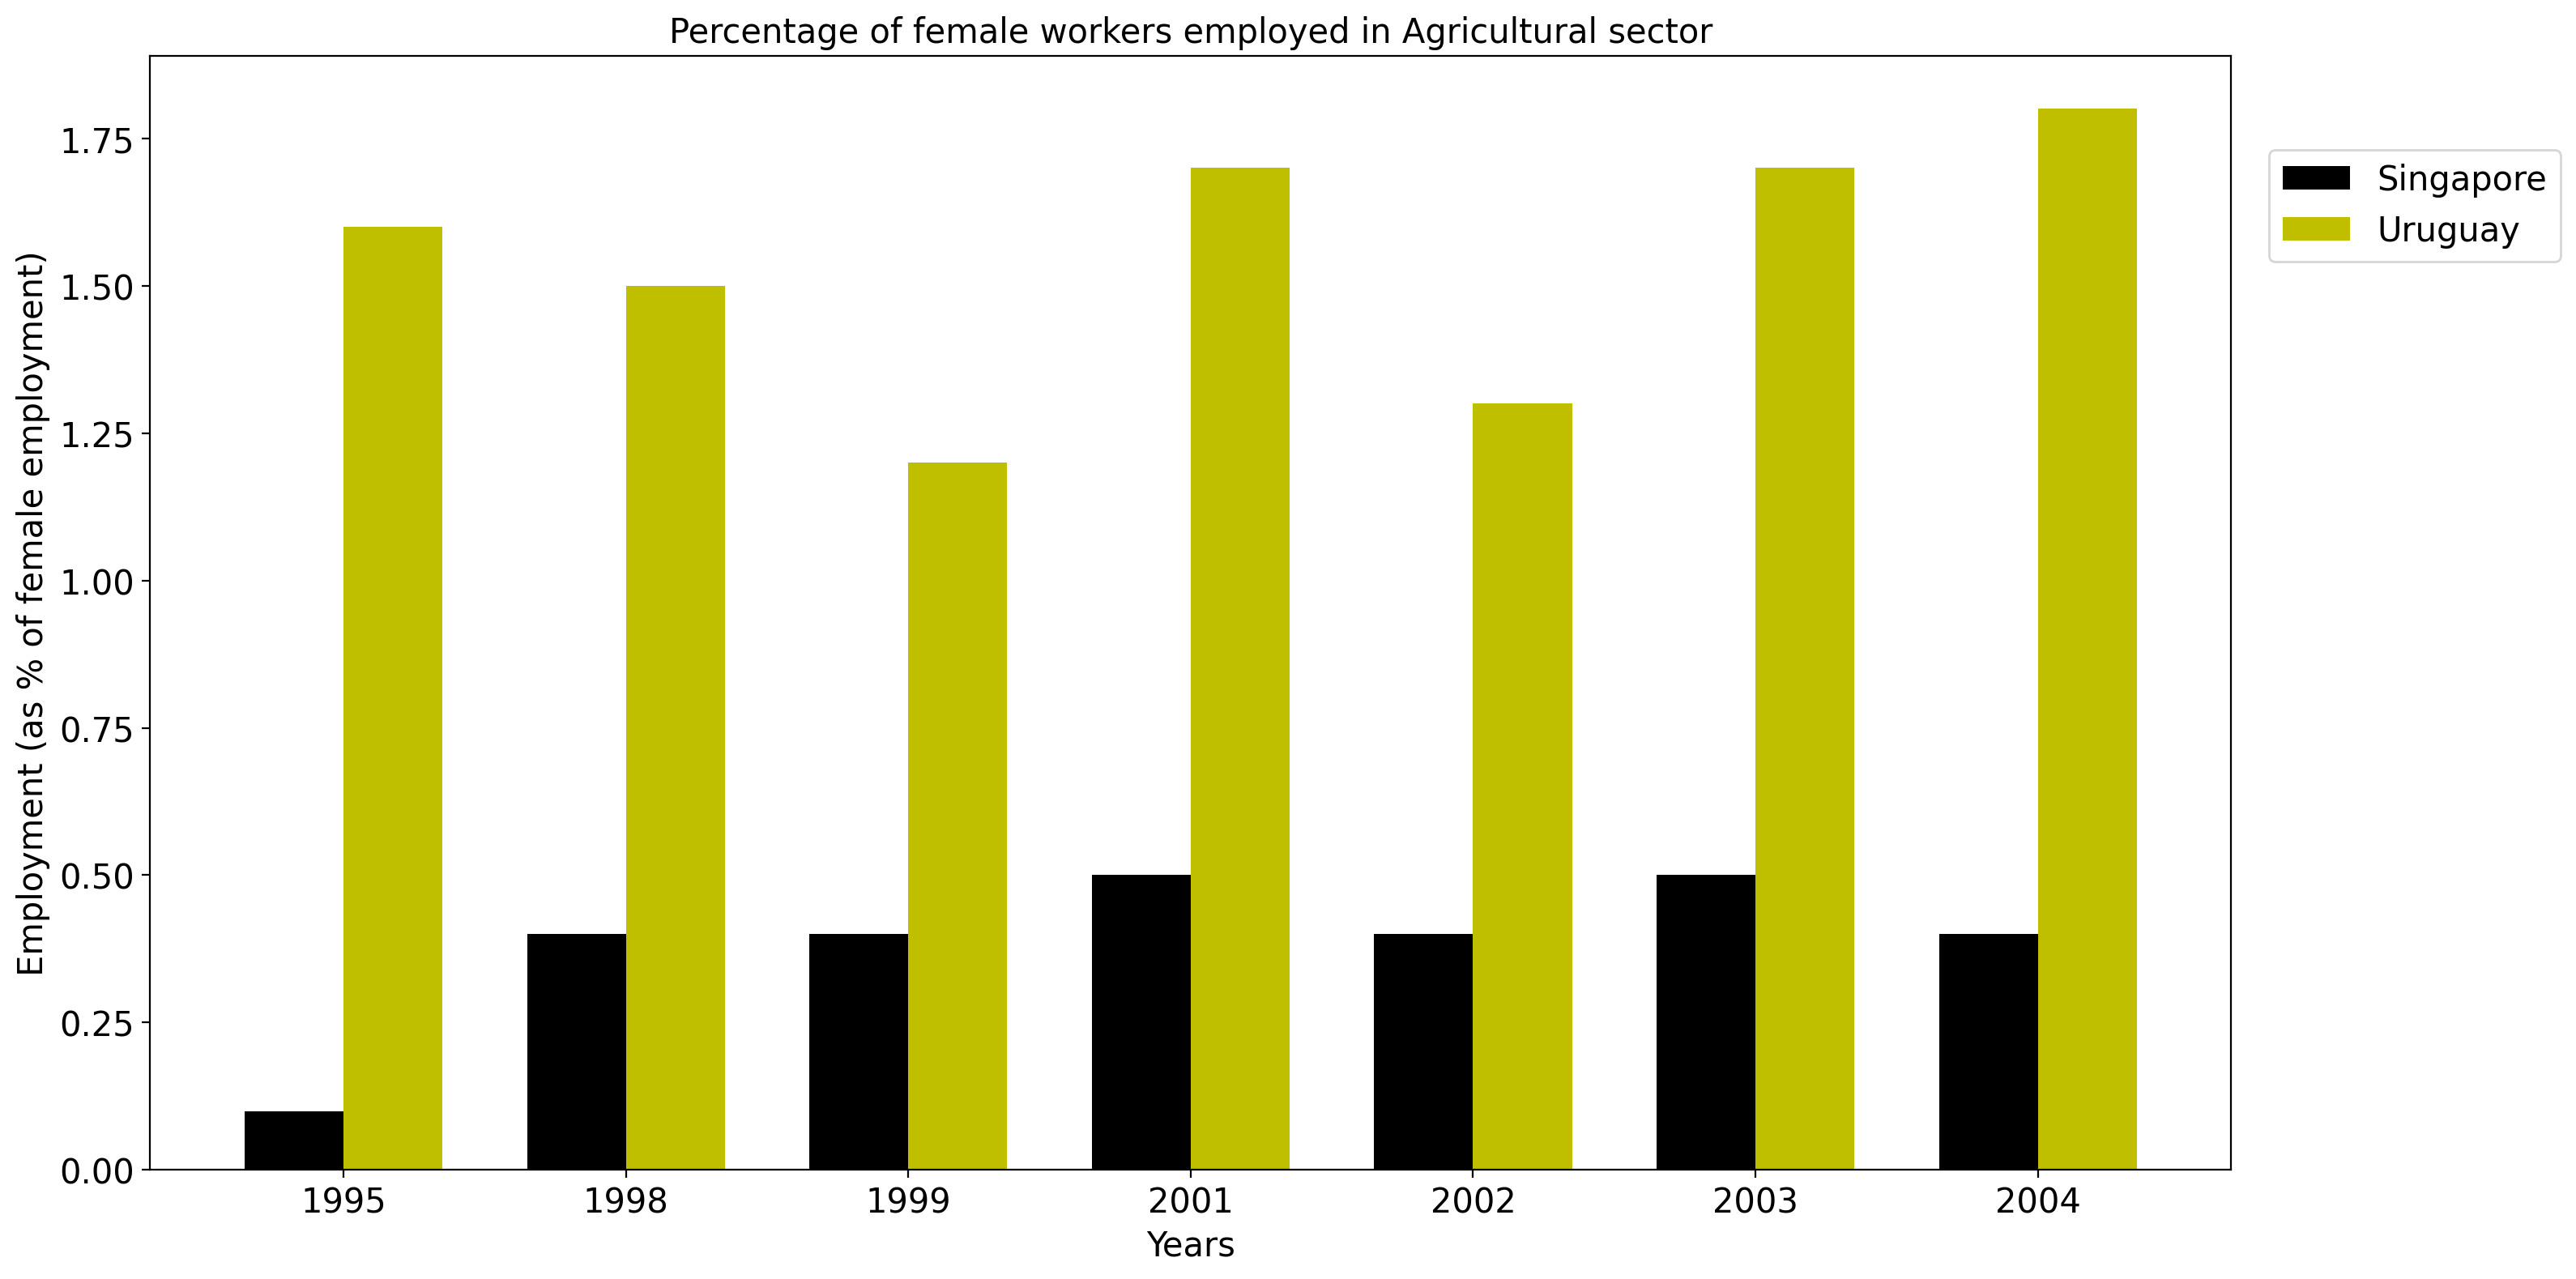 Percentage of female workers employed in Agricultural sector
Employment (as % of female employment)
1.75
1.50
1.25
1.00
0.75
0.50
0.25
0.00
1995 1998 1999 2001 2002 2003 2004
Years
Singapore
Uruguay